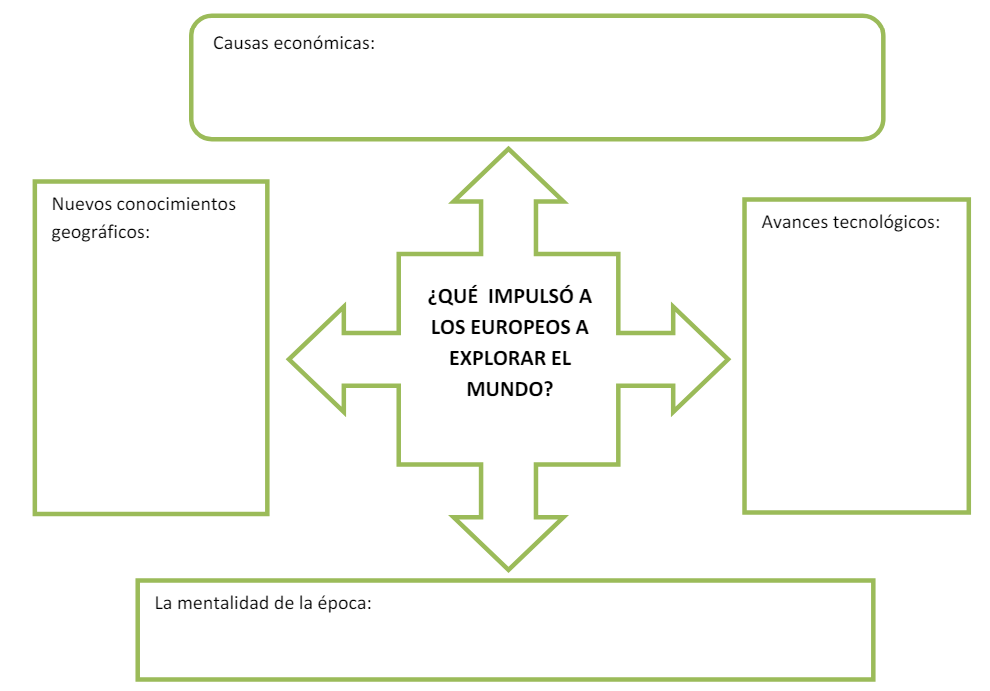 Causas económicas:
Nuevos conocimientos
geográficos:
¿QUÉ  IMPULSÓ A
LOS EUROPEOS A
EXPLORAR EL
MUNDO?
Avances tecnológicos:
La mentalidad de la época: